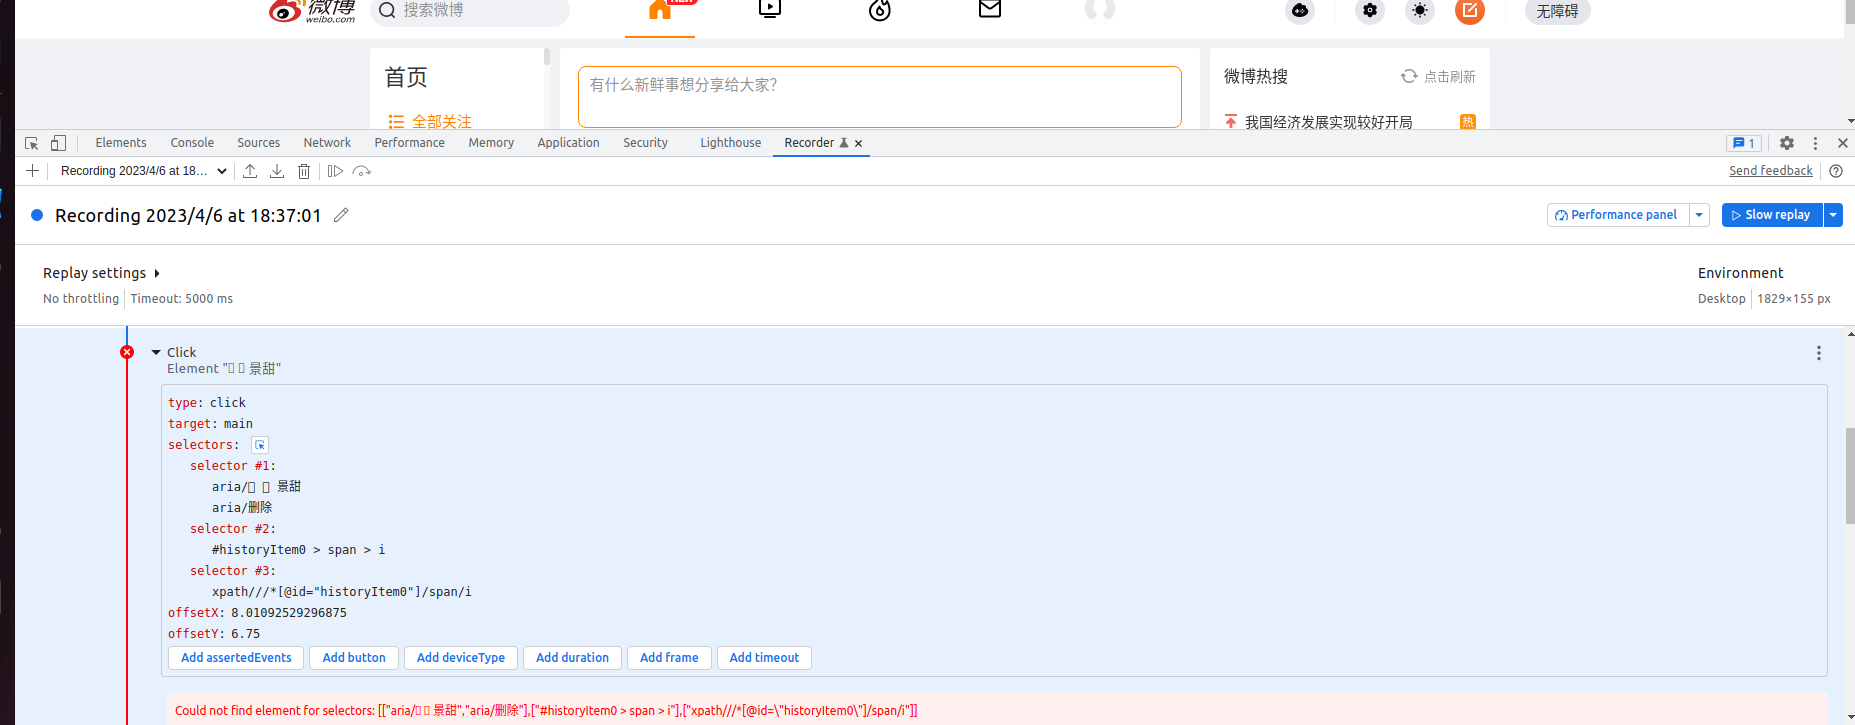 微博
weibo.com
搜索微博
NEW
无障碍
首页
有什么新鲜事想分享给大家?
微博热搜
点击刷新
全部关注
我国经济发展实现较好开局
热
Elements Console Sources Network Performance Memory Application Security Lighthouse Recorder
1
Recording 2023/4/6 at 18...
Send feedback
Recording 2023/4/6 at 18:37:01
Performance panel
Slow replay
Replay settings
Environment
No throttling Timeout: 5000 ms
Desktop 1829×155 px
Click
Element "景甜"
type: click
target: main
selectors:
selector #1:
aria/ 景甜
aria/删除
selector #2:
#historyItem0 > span > i
selector #3:
xpath///*[@id="historyItem0"]/span/i
offsetX: 8.01092529296875
offsetY: 6.75
Add assertedEvents Add button Add deviceType Add duration Add frame Add timeout
Could not find element for selectors: [["aria/ 景甜","aria/删除"],["#historyItem0 > span > i"],["xpath///*[@id=\"historyItem0\"]/span/i"]]